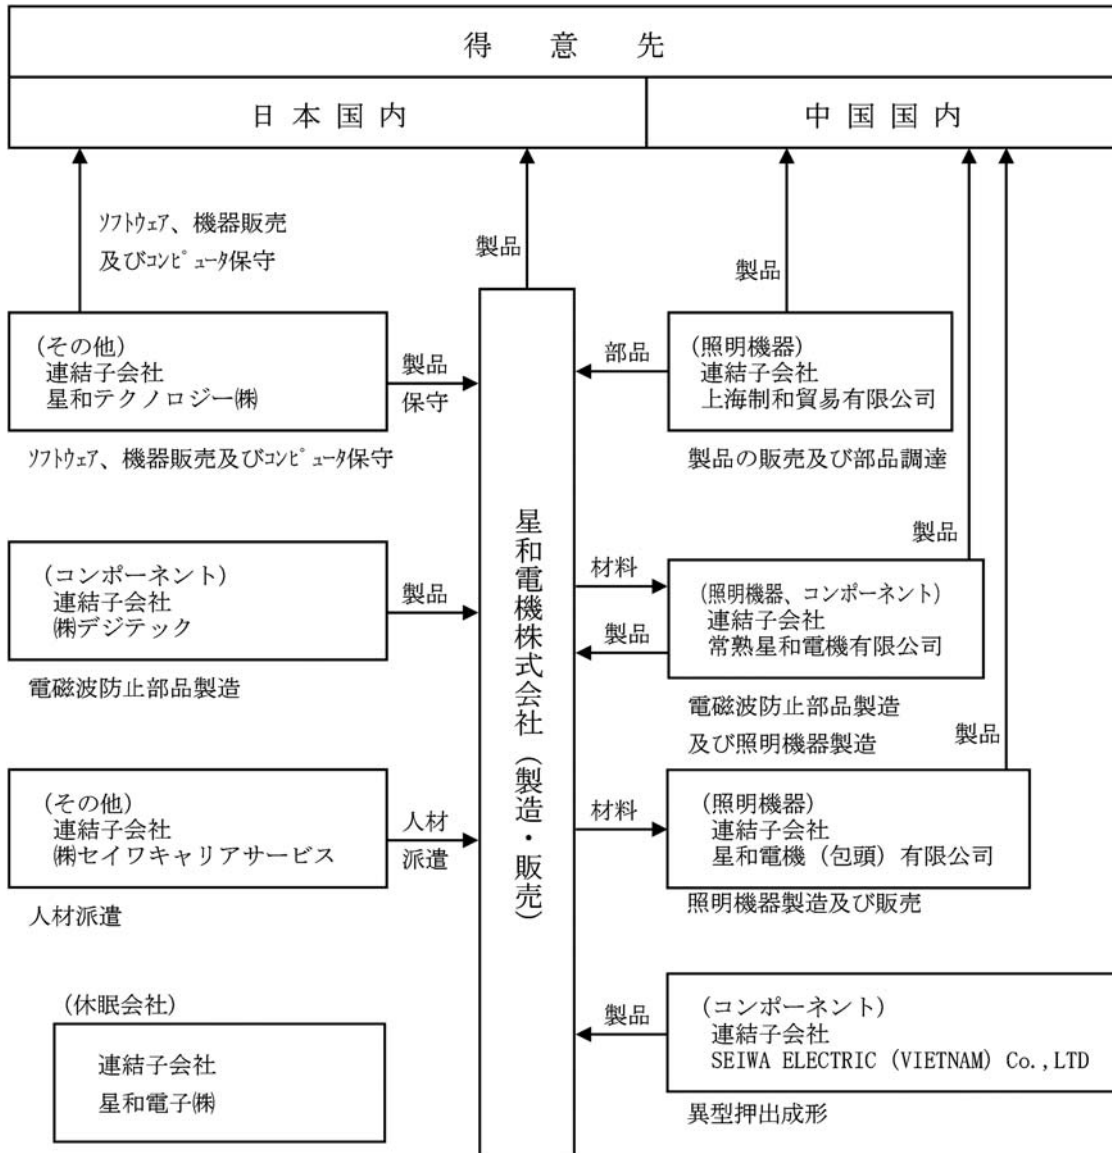 得意先
日本国内
中国国内
ｿﾌﾄｳｪｱ、機器販売
及びｺﾝﾋﾟｭｰﾀ保守
製品
製品
(その他)
連結子会社
星和テクノロジー㈱
製品
保守
ｿﾌﾄｳｪｱ、機器販売及びｺﾝﾋﾟｭｰﾀ保守
部品
(照明機器)
連結子会社
上海制和貿易有限公司
製品の販売及び部品調達
星和電機株式会社（製造・販売）
(コンポーネント)
連結子会社
㈱デジテック
製品
電磁波防止部品製造
材料
製品
製品
(照明機器、コンポーネント)
連結子会社
常熟星和電機有限公司
電磁波防止部品製造
及び照明機器製造
製品
(その他)
連結子会社
㈱セイワキャリアサービス
人材
派遣
人材派遣
材料
(照明機器)
連結子会社
星和電機（包頭）有限公司
照明機器製造及び販売
(休眠会社)
連結子会社
星和電子㈱
製品
(コンポーネント)
連結子会社
SEIWA ELECTRIC (VIETNAM) Co.,LTD
異型押出成形